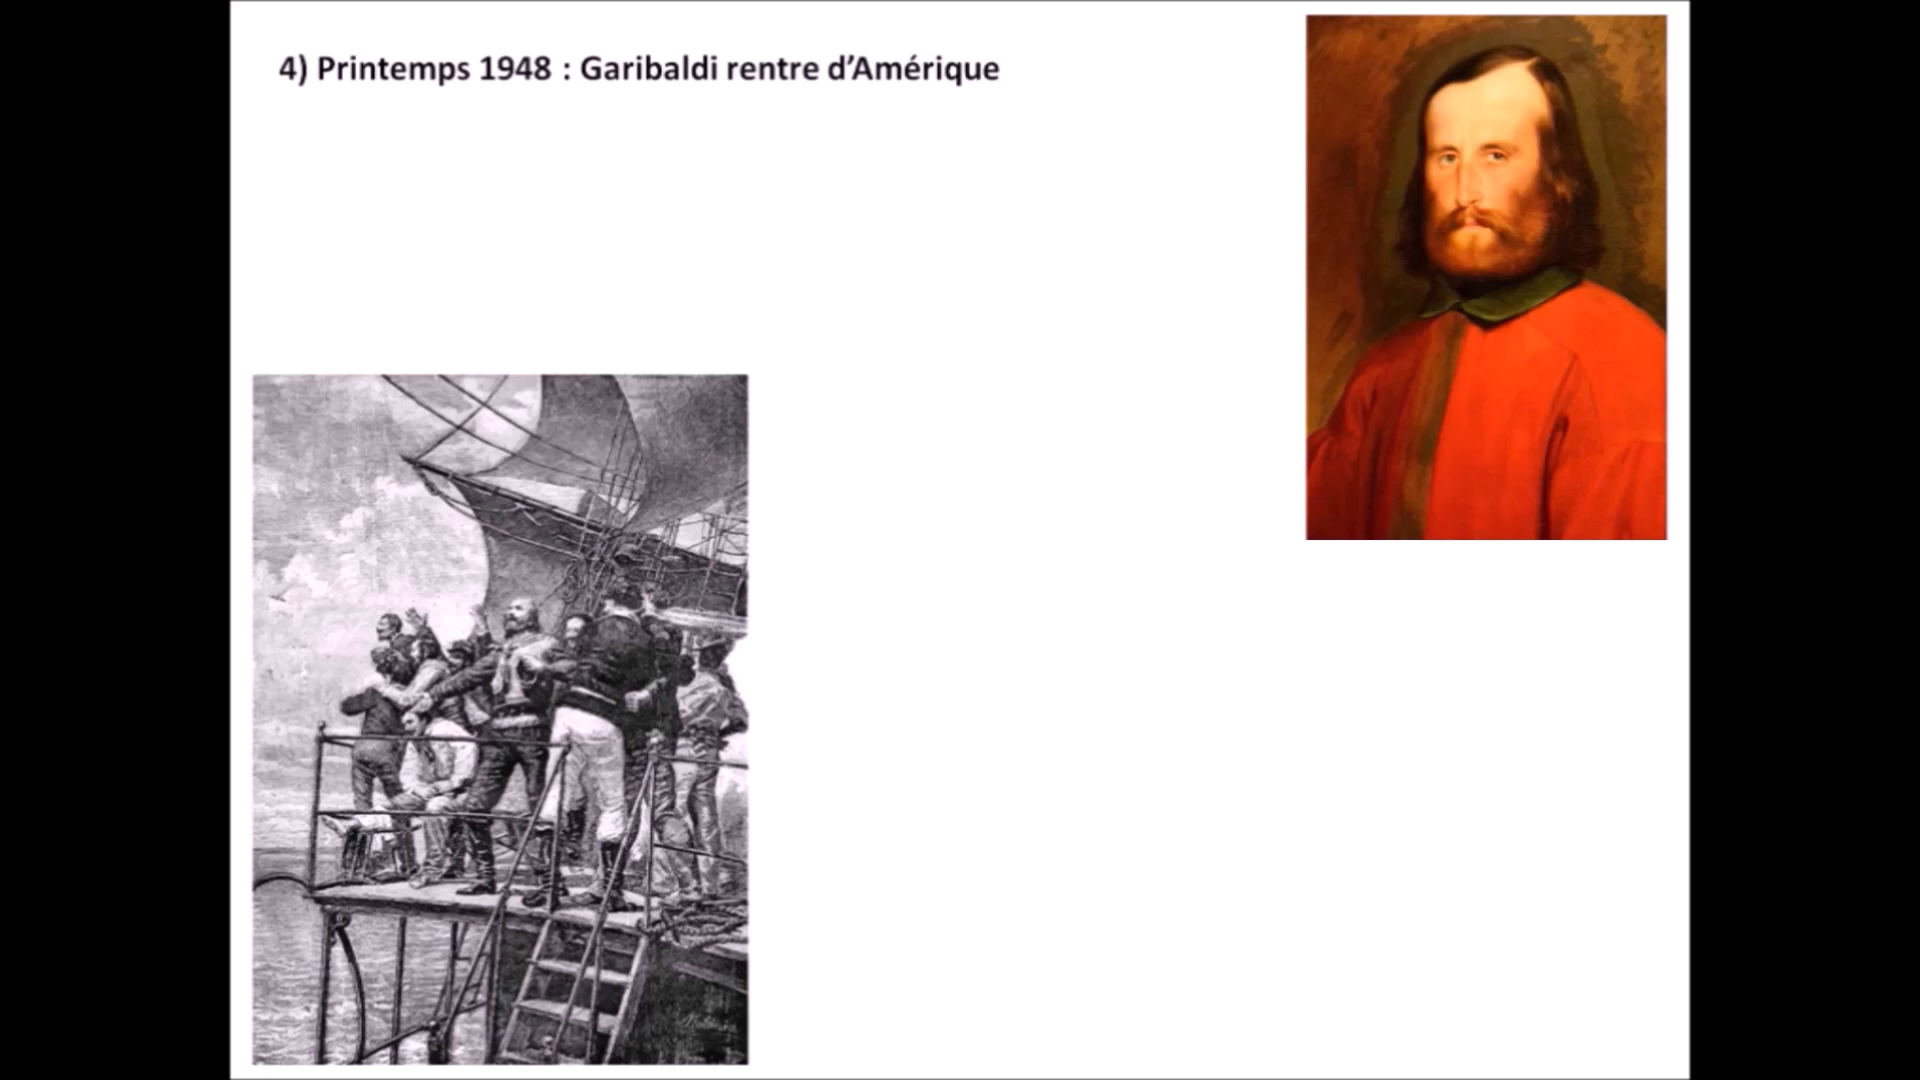 4) Printemps 1948 : Garibaldi rentre d’Amérique